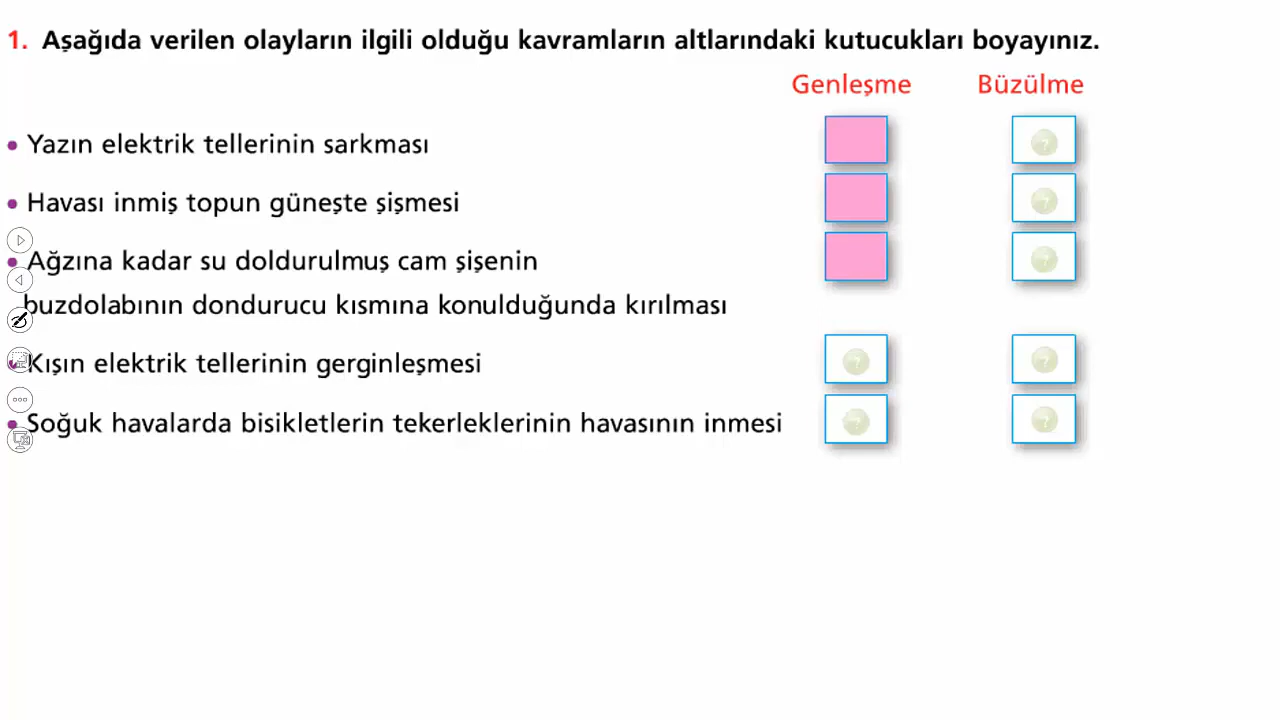 1. Aşağıda verilen olayların ilgili olduğu kavramların altlarındaki kutucukları boyayınız.
Genleşme Büzülme
• Yazın elektrik tellerinin sarkması
? 
• Havası inmiş topun güneşte şişmesi
?
• Ağzına kadar su doldurulmuş cam şişenin
?
buzdolabının dondurucu kısmına konulduğunda kırılması
• Kışın elektrik tellerinin gerginleşmesi
? ?
• Soğuk havalarda bisikletlerin tekerleklerinin havasının inmesi
? ?